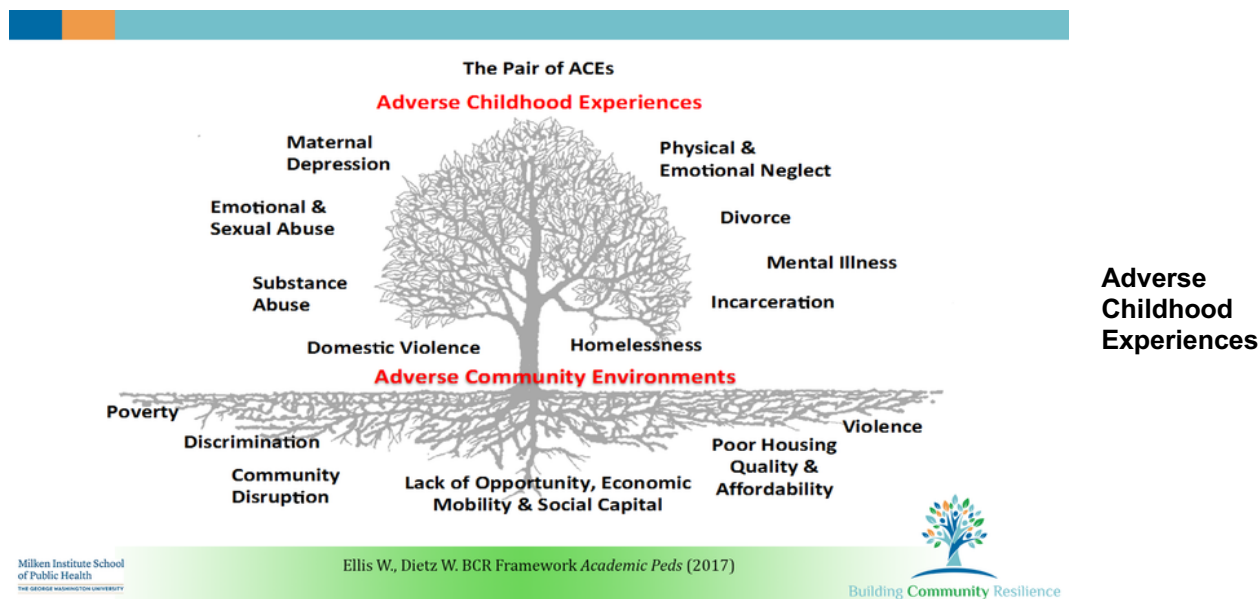 The Pair of ACEs
Adverse Childhood Experiences
Maternal
Depression
Physical &
Emotional Neglect
Emotional &
Sexual Abuse
Divorce
Mental Illness
Substance
Abuse
Incarceration
Domestic Violence
Homelessness
Adverse Community Environments
Poverty
Discrimination
Community
Disruption
Lack of Opportunity, Economic
Mobility & Social Capital
Poor Housing
Quality &
Affordability
Violence
Milken Institute School
of Public Health
THE GEORGE WASHINGTON UNIVERSITY
Ellis W., Dietz W. BCR Framework Academic Peds (2017)
Building Community Resilience
Adverse
Childhood
Experiences